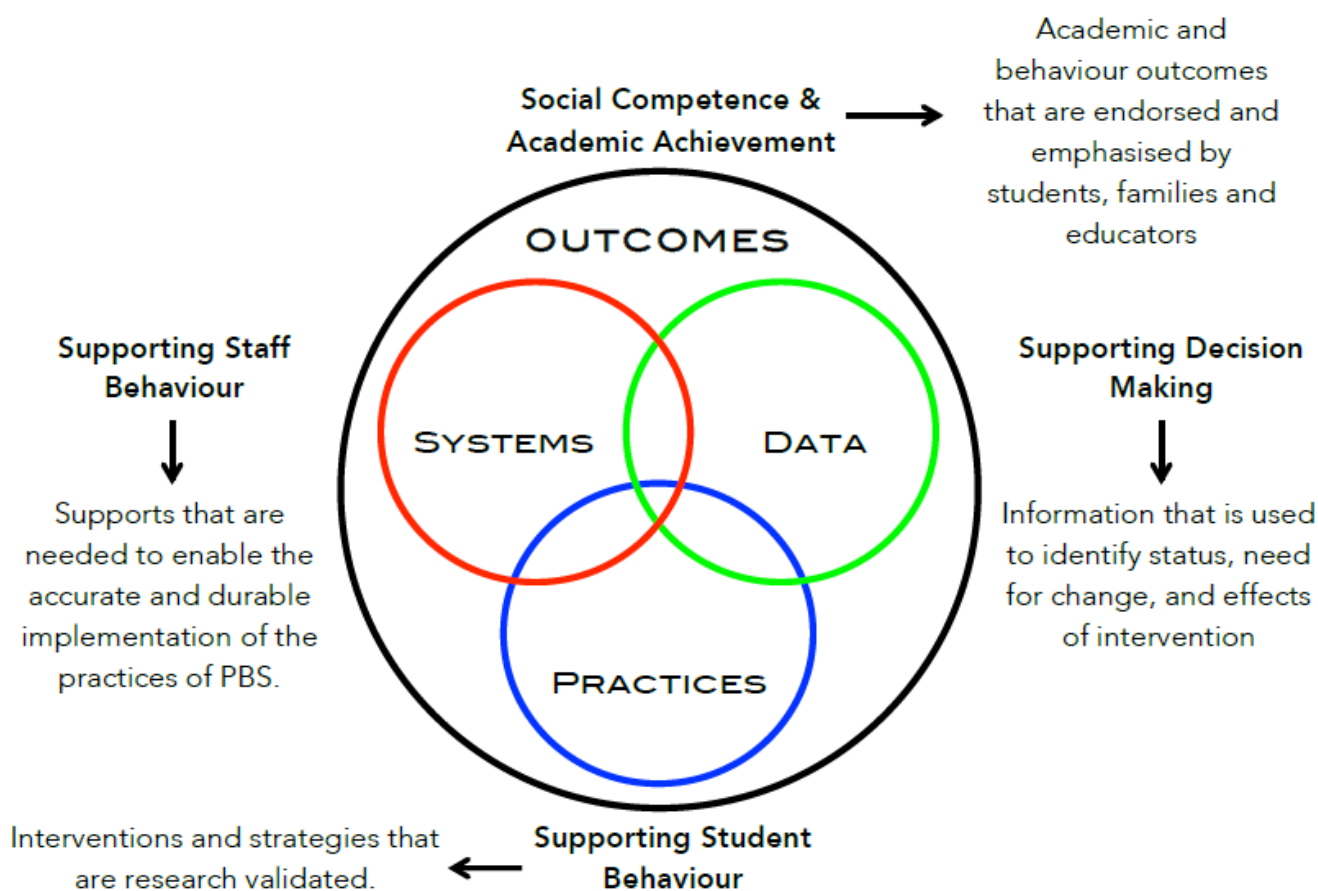 Social Competence &
Academic Achievement
Academic and
behaviour outcomes
that are endorsed and
emphasised by
students, families and
educators
OUTCOMES
Supporting Staff
Behaviour
Supports that are
needed to enable the
accurate and durable
implementation of the
practices of PBS.
SYSTEMS
DATA
Supporting Decision
Making
Information that is used
to identify status, need
for change, and effects
of intervention
PRACTICES
Supporting Student
Behaviour
Interventions and strategies that
are research validated.